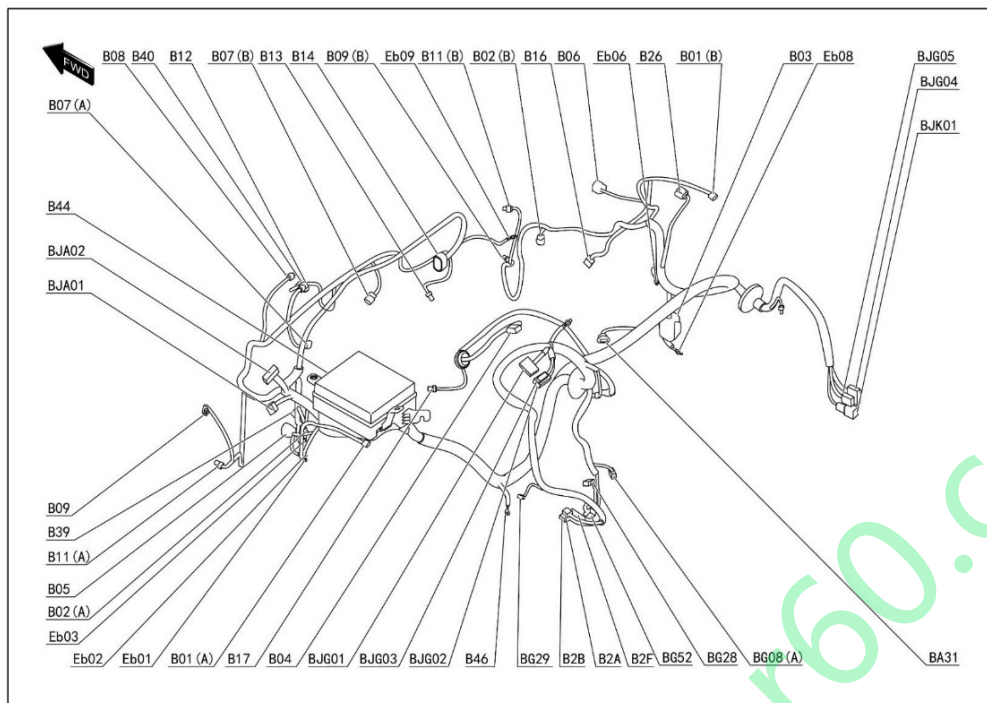 FWD
B08 B40 B12 B07(B) B13 B14 B09(B) Eb09 B11(B) B02(B) B16 B06 Eb06 B26 B01(B) B03 Eb08 BJG05
BJG04
B07(A)
BJK01
B44
BJA02
BJA01
B09
B39
B11(A)
B05
B02(A)
Eb03
Eb02 Eb01 B01(A) B17 B04 BJG01 BJG03 BJG02 B46 BG29 B2B B2A B2F BG52 BG28 BG08(A) BA31
r60.c